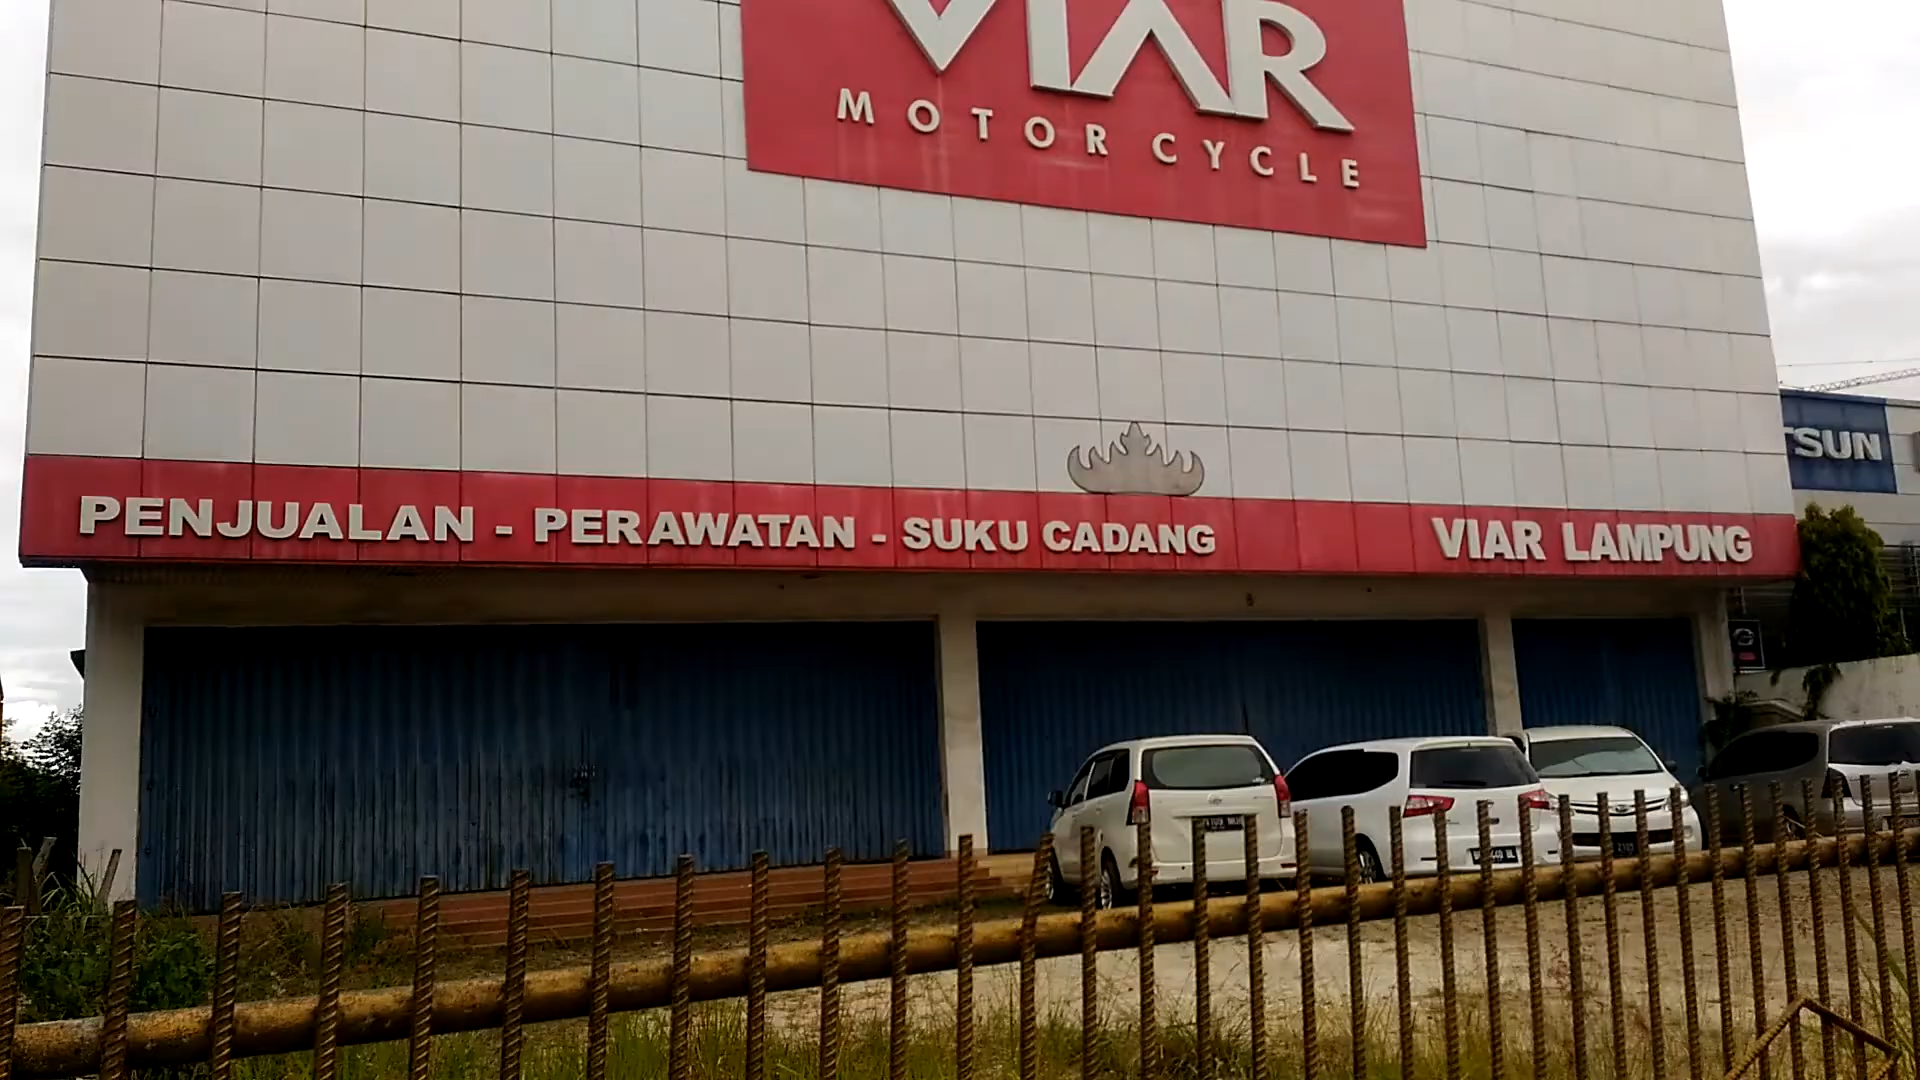 VIAR
MOTOR CYCLE
TSUN
PENJUALAN - PERAWATAN - SUKU CADANG
VIAR LAMPUNG